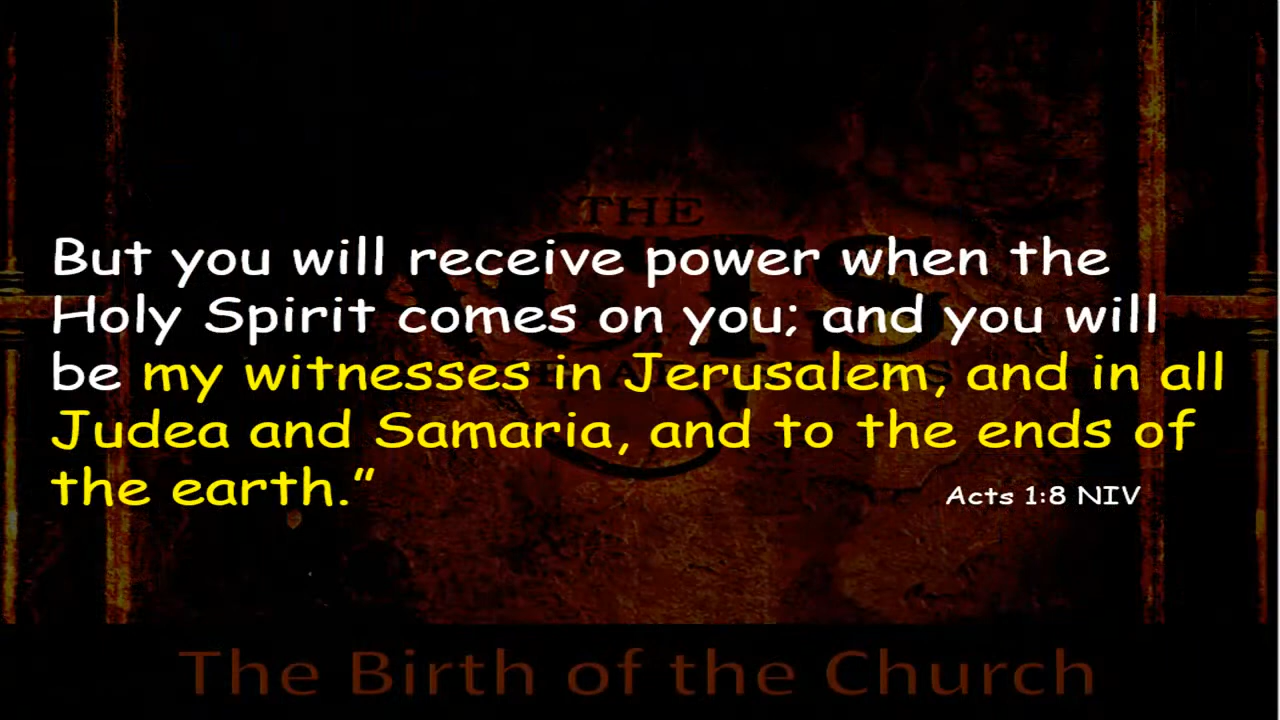 THE
ACTS
But you will receive power when the
Holy Spirit comes on you; and you will
be my witnesses in Jerusalem, and in all
Judea and Samaria, and to the ends of
the earth.”
Acts 1:8 NIV
The Birth of the Church